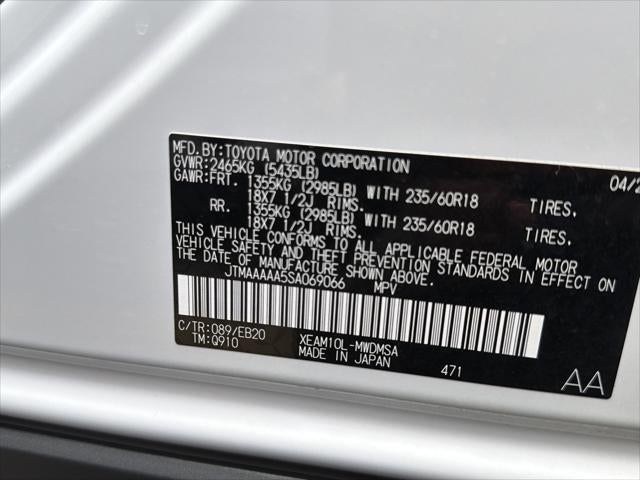 MFD.BY:TOYOTA MOTOR CORPORATION 04/2
GVWR:2465KG (5435LB)
GAWR:FRT. 1355KG (2985LB) WITH 235/60R18 TIRES,
18X7 1/2J RIMS.
RR. 1355KG (2985LB) WITH 235/60R18 TIRES,
18X7 1/2J RIMS.
THIS VEHICLE CONFORMS TO ALL APPLICABLE FEDERAL MOTOR
VEHICLE SAFETY AND THEFT PREVENTION STANDARDS IN EFFECT ON
THE DATE OF MANUFACTURE SHOWN ABOVE.
JTMAAAAA5SA069066 MPV
C/TR:089/EB20 XEAM10L-MWDMSA
TM:Q910 MADE IN JAPAN
471
AA